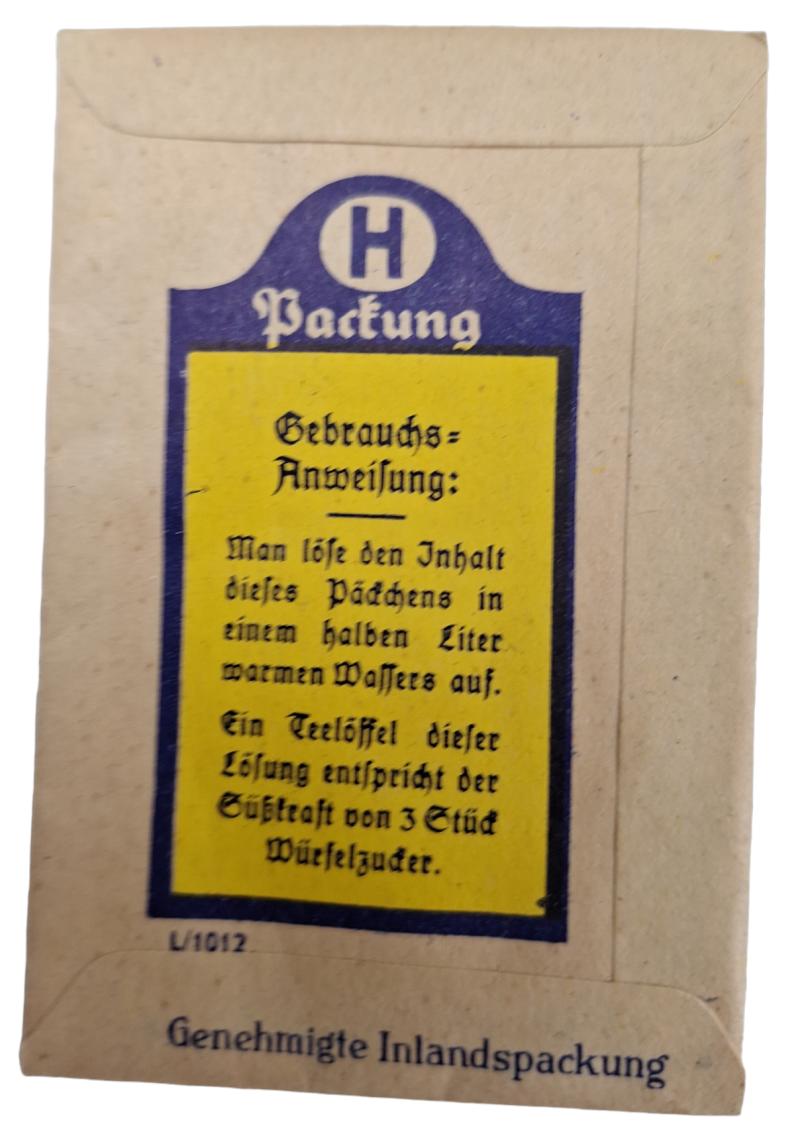 H
Packung
Gebrauchs=
Anweiſung:
Man löſe den Inhalt
dieſes Päckchens in
einem halben Liter
warmen Waſſers auf.
Ein Teelöffel dieſer
Löſung entſpricht der
Süßkraft von 3 Stück
Würfelzucker.
L/1012
Genehmigte Inlandspackung